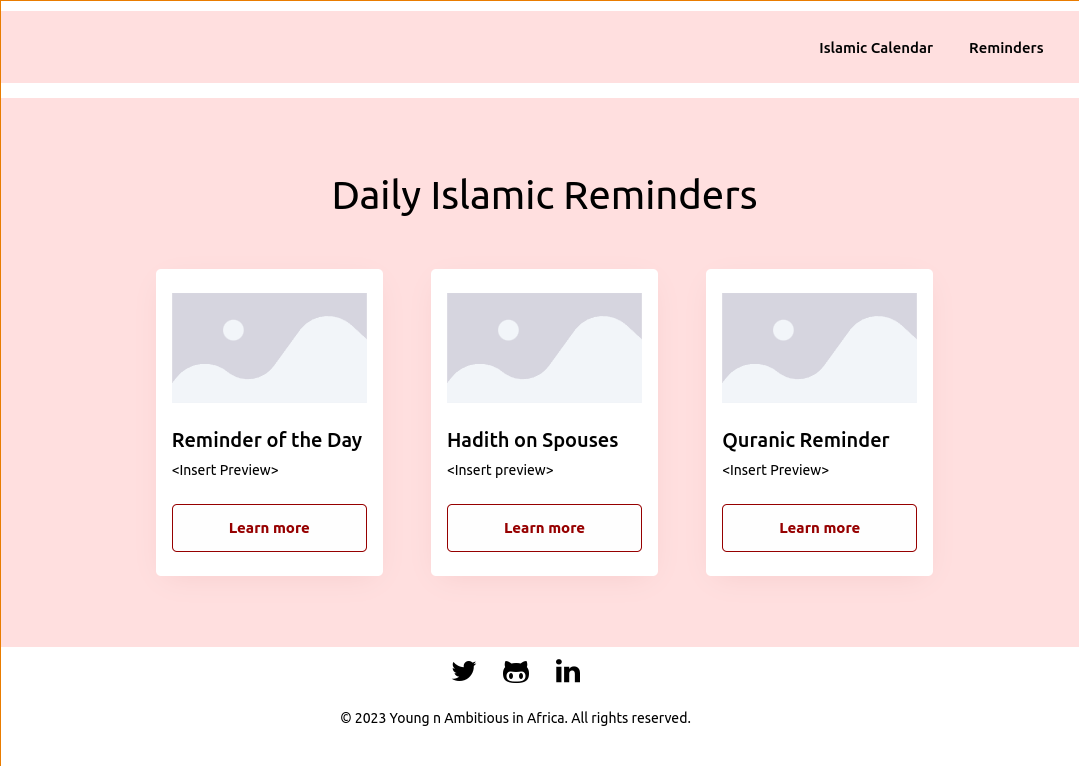 Islamic Calendar Reminders
Daily Islamic Reminders
Reminder of the Day
<Insert Preview>
Learn more
Hadith on Spouses
<Insert preview>
Learn more
Quranic Reminder
<Insert Preview>
Learn more
in
© 2023 Young n Ambitious in Africa. All rights reserved.